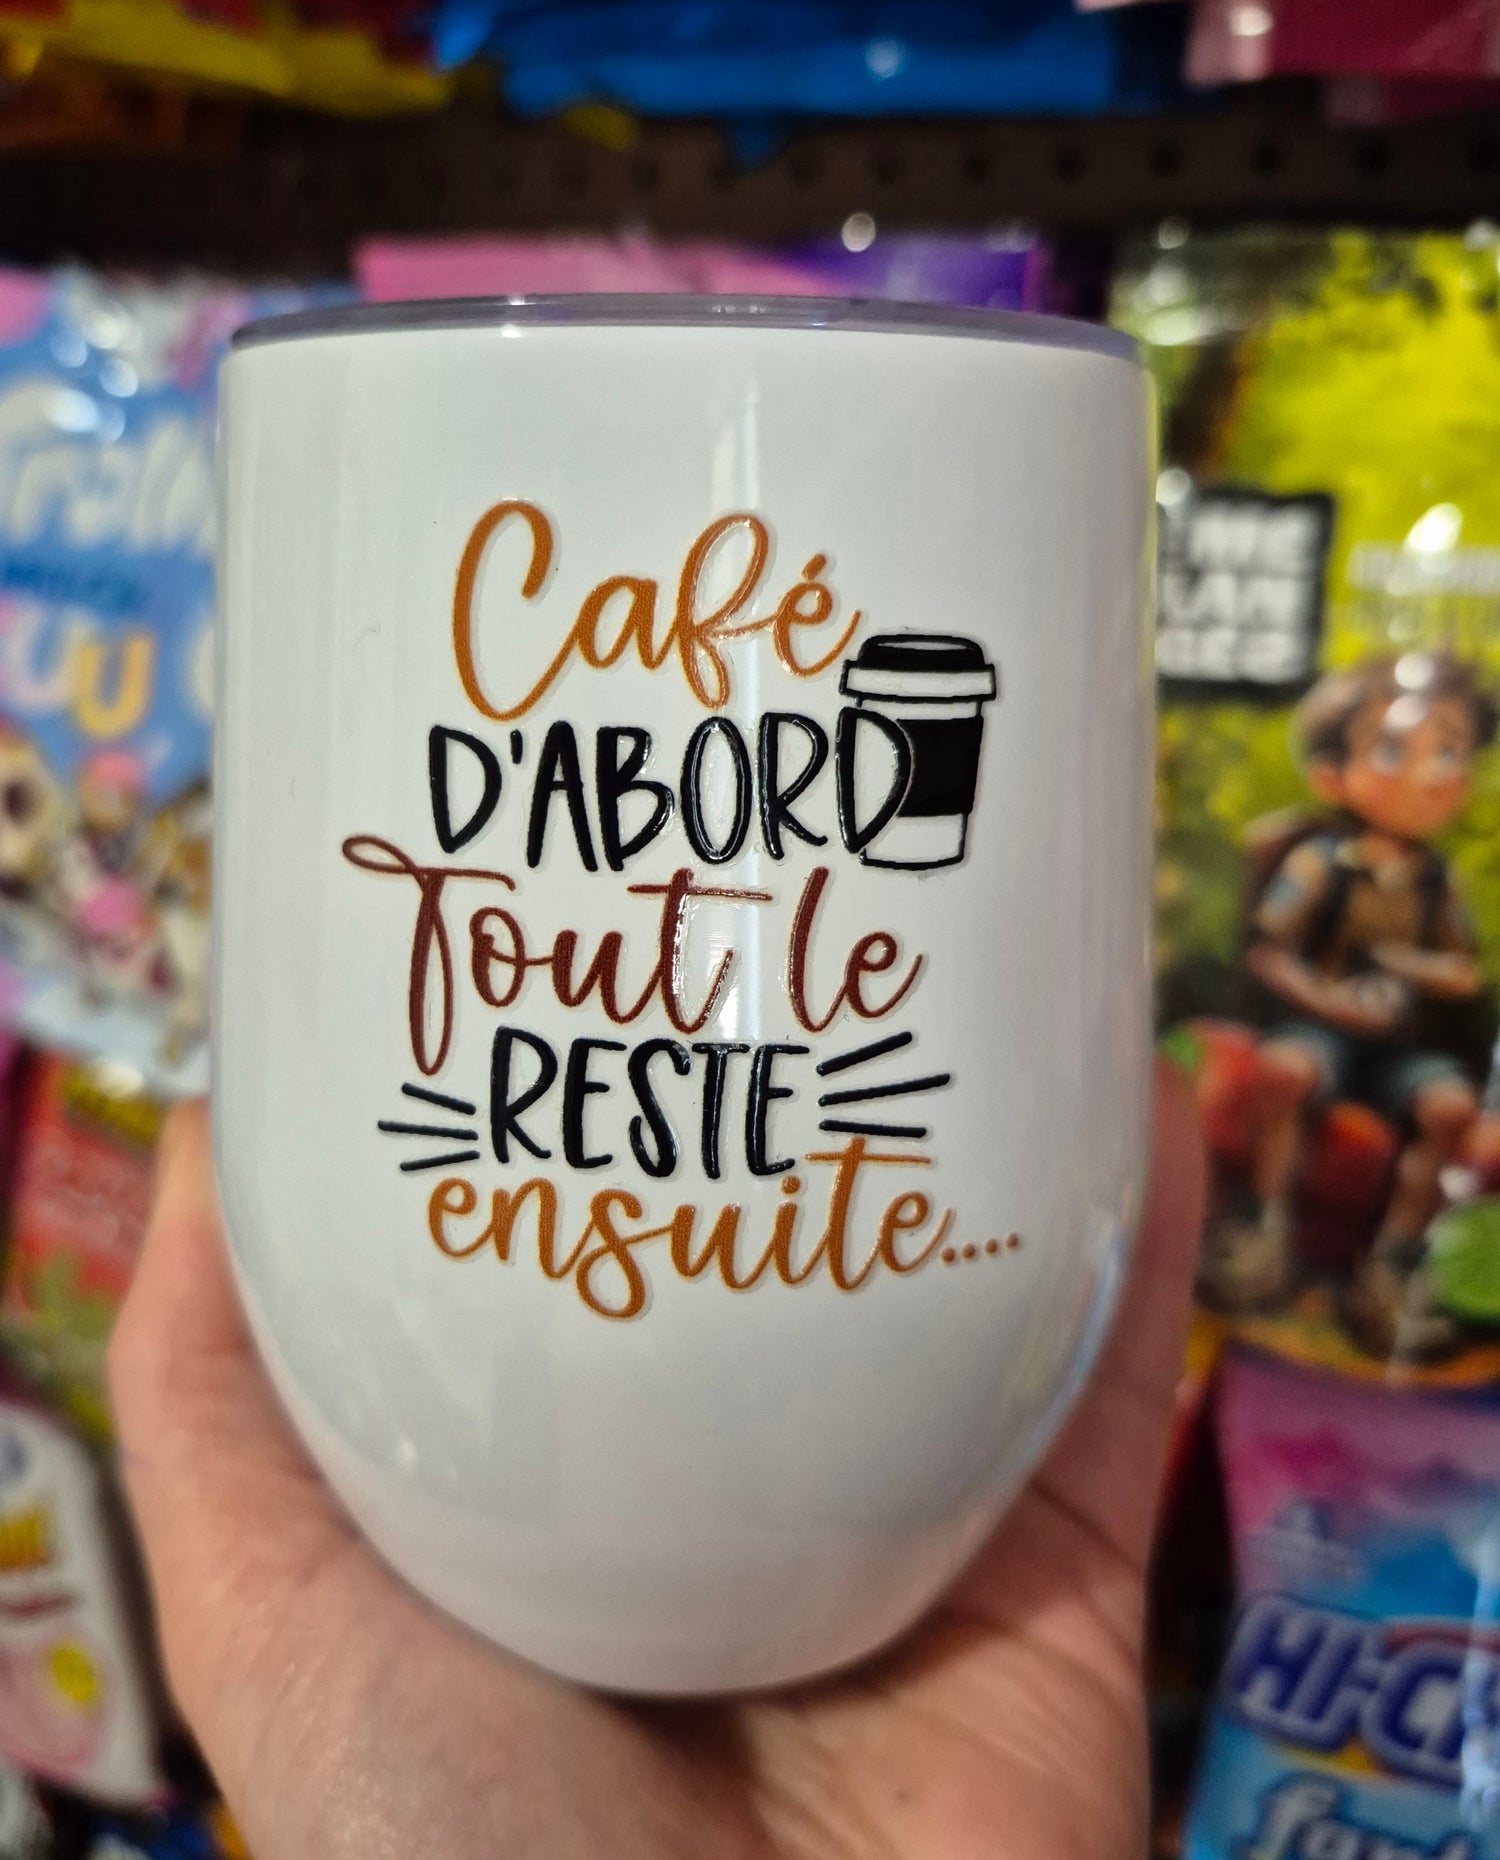 Café
D'ABORD
Tout le
RESTE
ensuite....